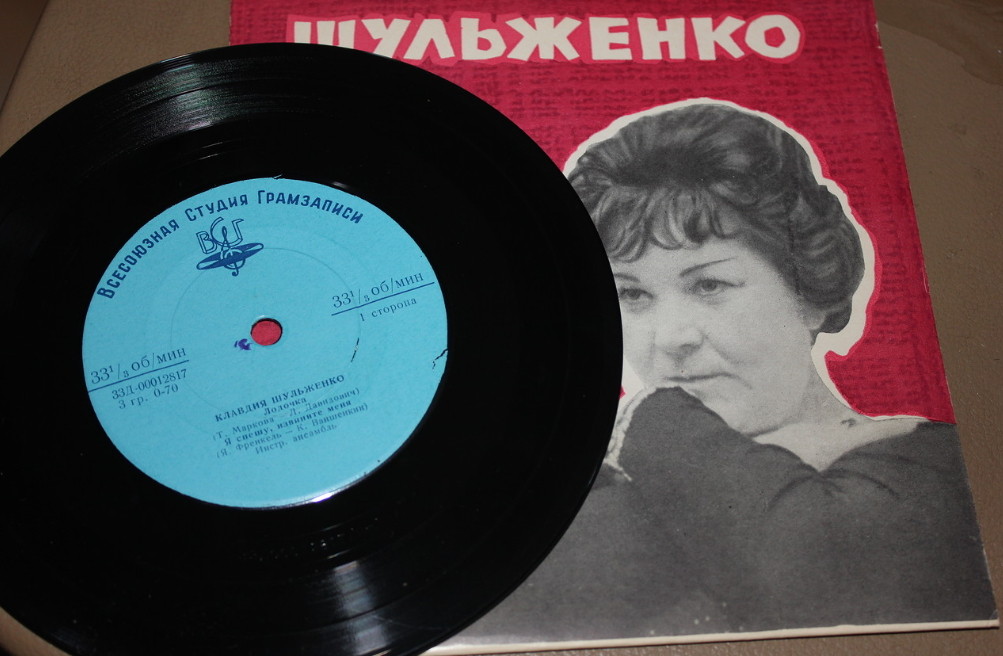 ШУЛЬЖЕНКО
Всесоюзная Студия Грамзаписи
ВСГ
33⅓ об/мин
1 сторона
33⅓ об/мин
33Д-00012817
3 гр. 0-70
КЛАВДИЯ ШУЛЬЖЕНКО
Лодочка
(Т. Маркова — Л. Давидович)
Я спешу, извините меня
(Я. Френкель — К. Ваншенкин)
Инстр. ансамбль